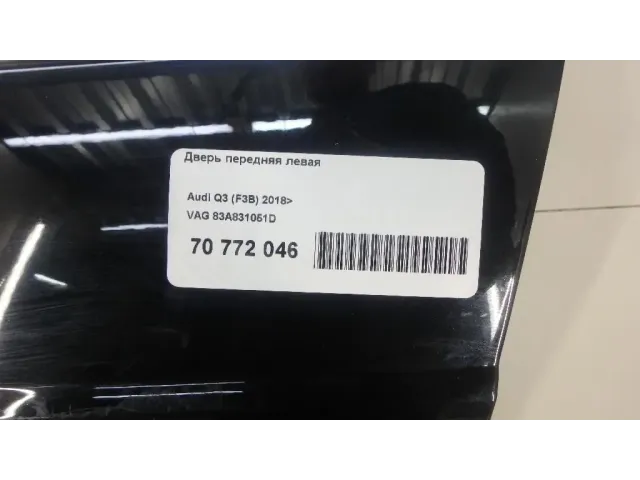 Дверь передняя левая
Audi Q3 (F3B) 2018>
VAG 83A831051D
70 772 046